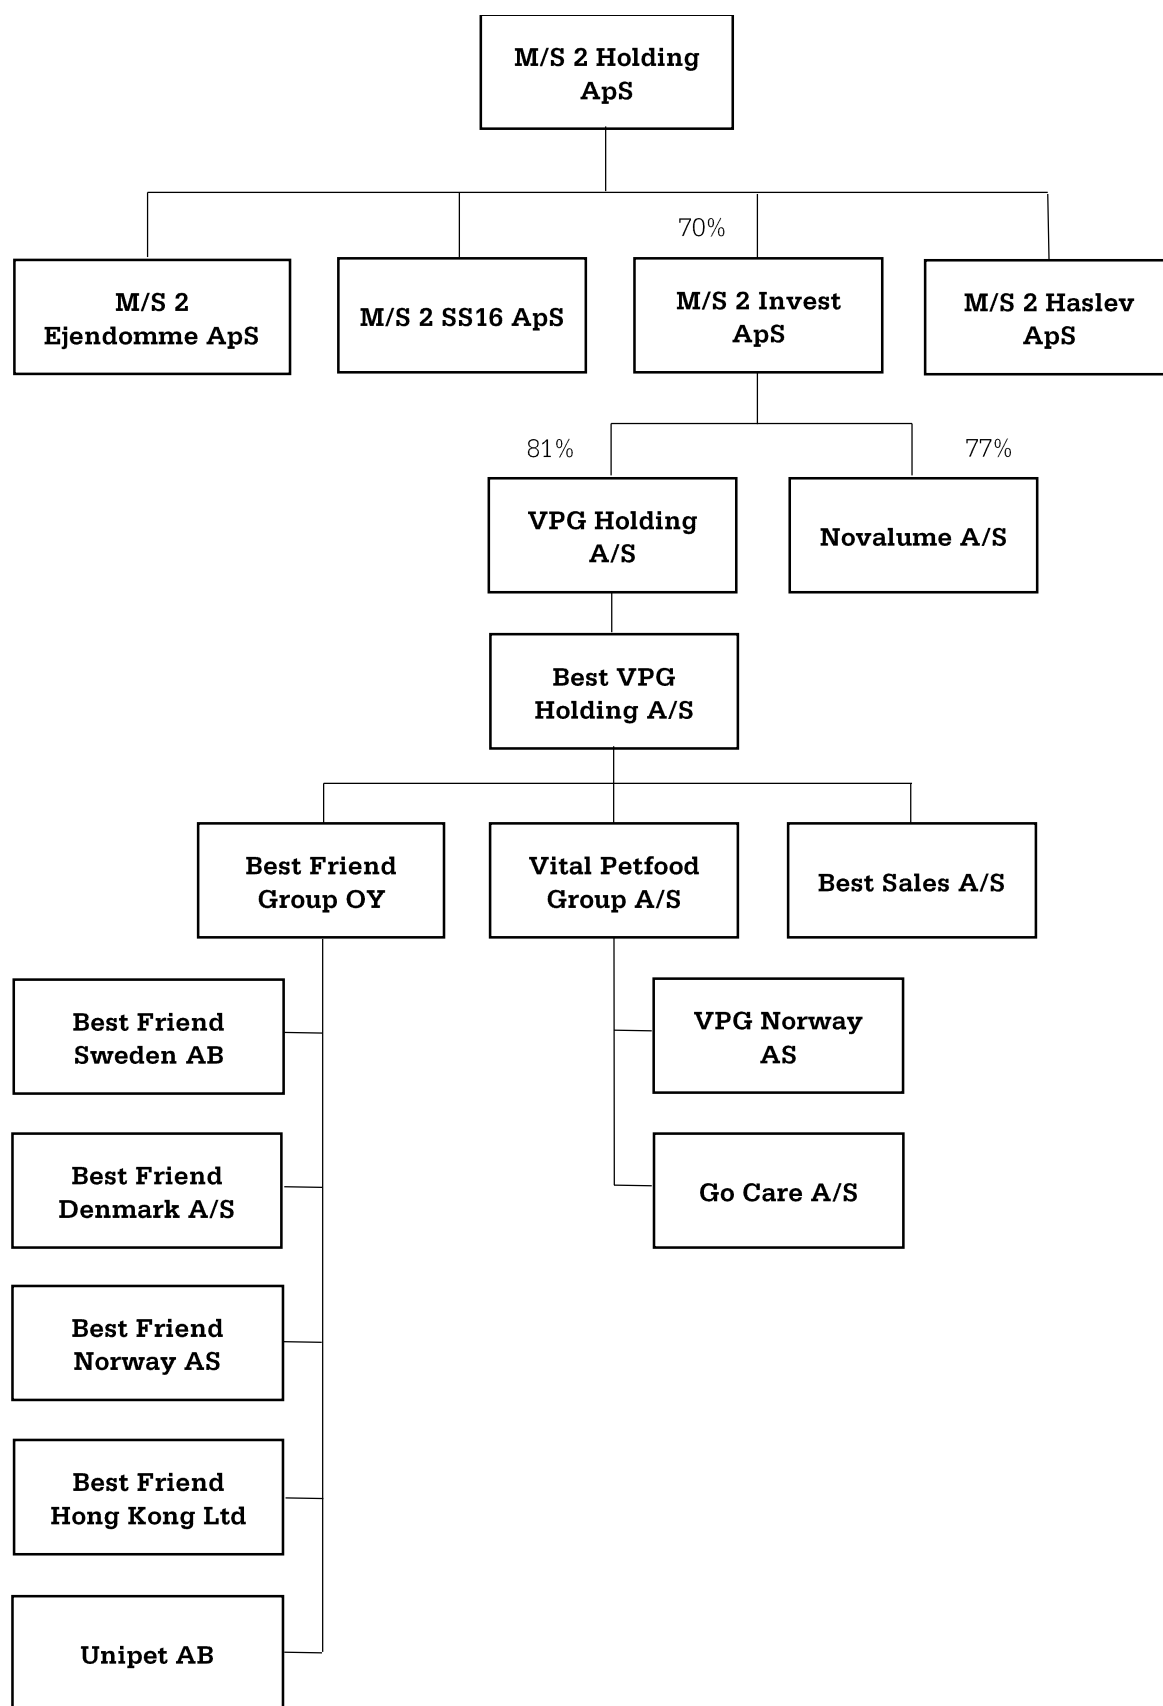 M/S 2 Holding
ApS
70%
M/S 2
Ejendomme ApS
M/S 2 SS16 ApS
M/S 2 Invest
ApS
M/S 2 Haslev
ApS
81%
77%
VPG Holding
A/S
Novalume A/S
Best VPG
Holding A/S
Best Friend
Group OY
Vital Petfood
Group A/S
Best Sales A/S
Best Friend
Sweden AB
VPG Norway
AS
Best Friend
Denmark A/S
Go Care A/S
Best Friend
Norway AS
Best Friend
Hong Kong Ltd
Unipet AB